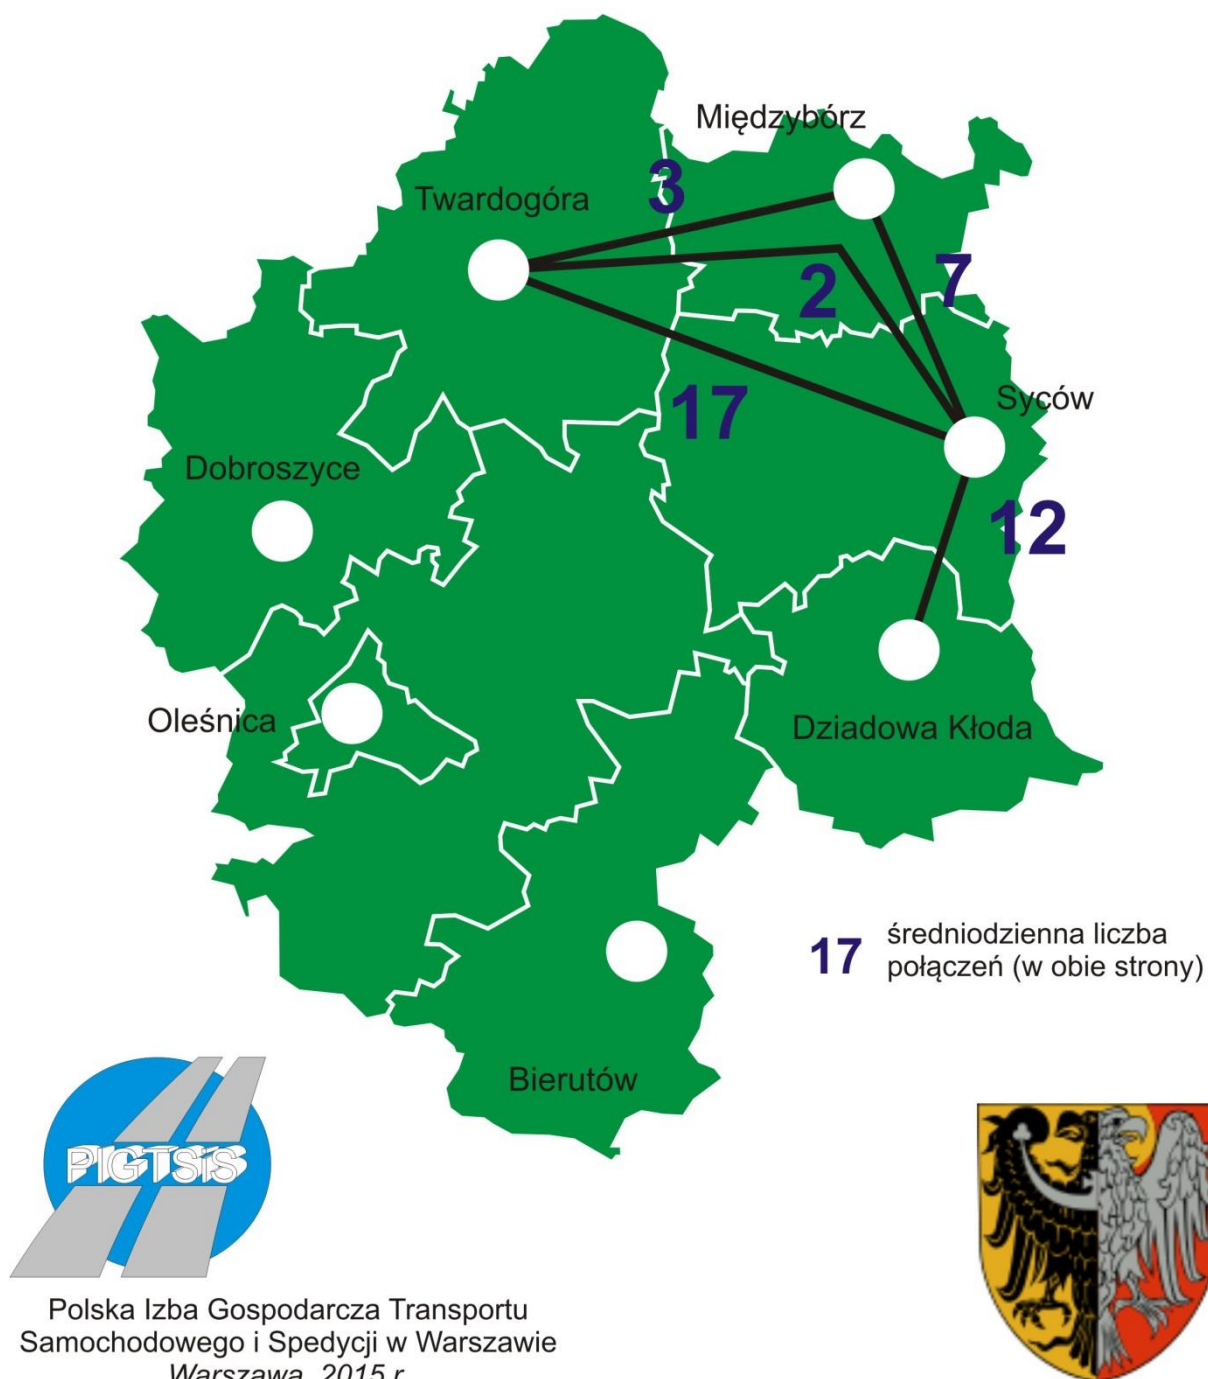 Międzybórz
3
Twardogóra
7
2
17
Syców
Dobroszyce
12
Oleśnica
Dziadowa Kłoda
17 średniodzienna liczba
połączeń (w obie strony)
Bierutów
PIGTSiS
Polska Izba Gospodarcza Transportu
Samochodowego i Spedycji w Warszawie
Warszawa, 2015 r.